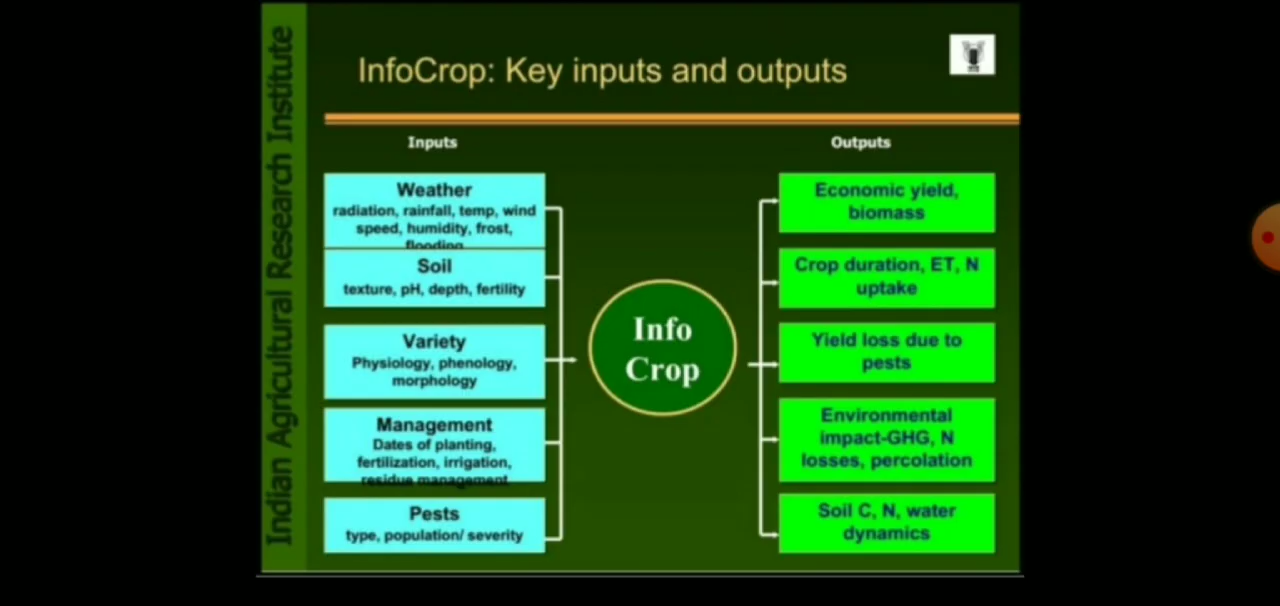 Indian Agricultural Research Institute
InfoCrop: Key inputs and outputs
Inputs
Weather
radiation, rainfall, temp, wind
speed, humidity, frost,
flooding
Soil
texture, pH, depth, fertility
Variety
Physiology, phenology,
morphology
Management
Dates of planting,
fertilization, irrigation,
residue management
Pests
type, population/ severity
Info
Crop
Outputs
Economic yield,
biomass
Crop duration, ET, N
uptake
Yield loss due to
pests
Environmental
impact-GHG, N
losses, percolation
Soil C, N, water
dynamics